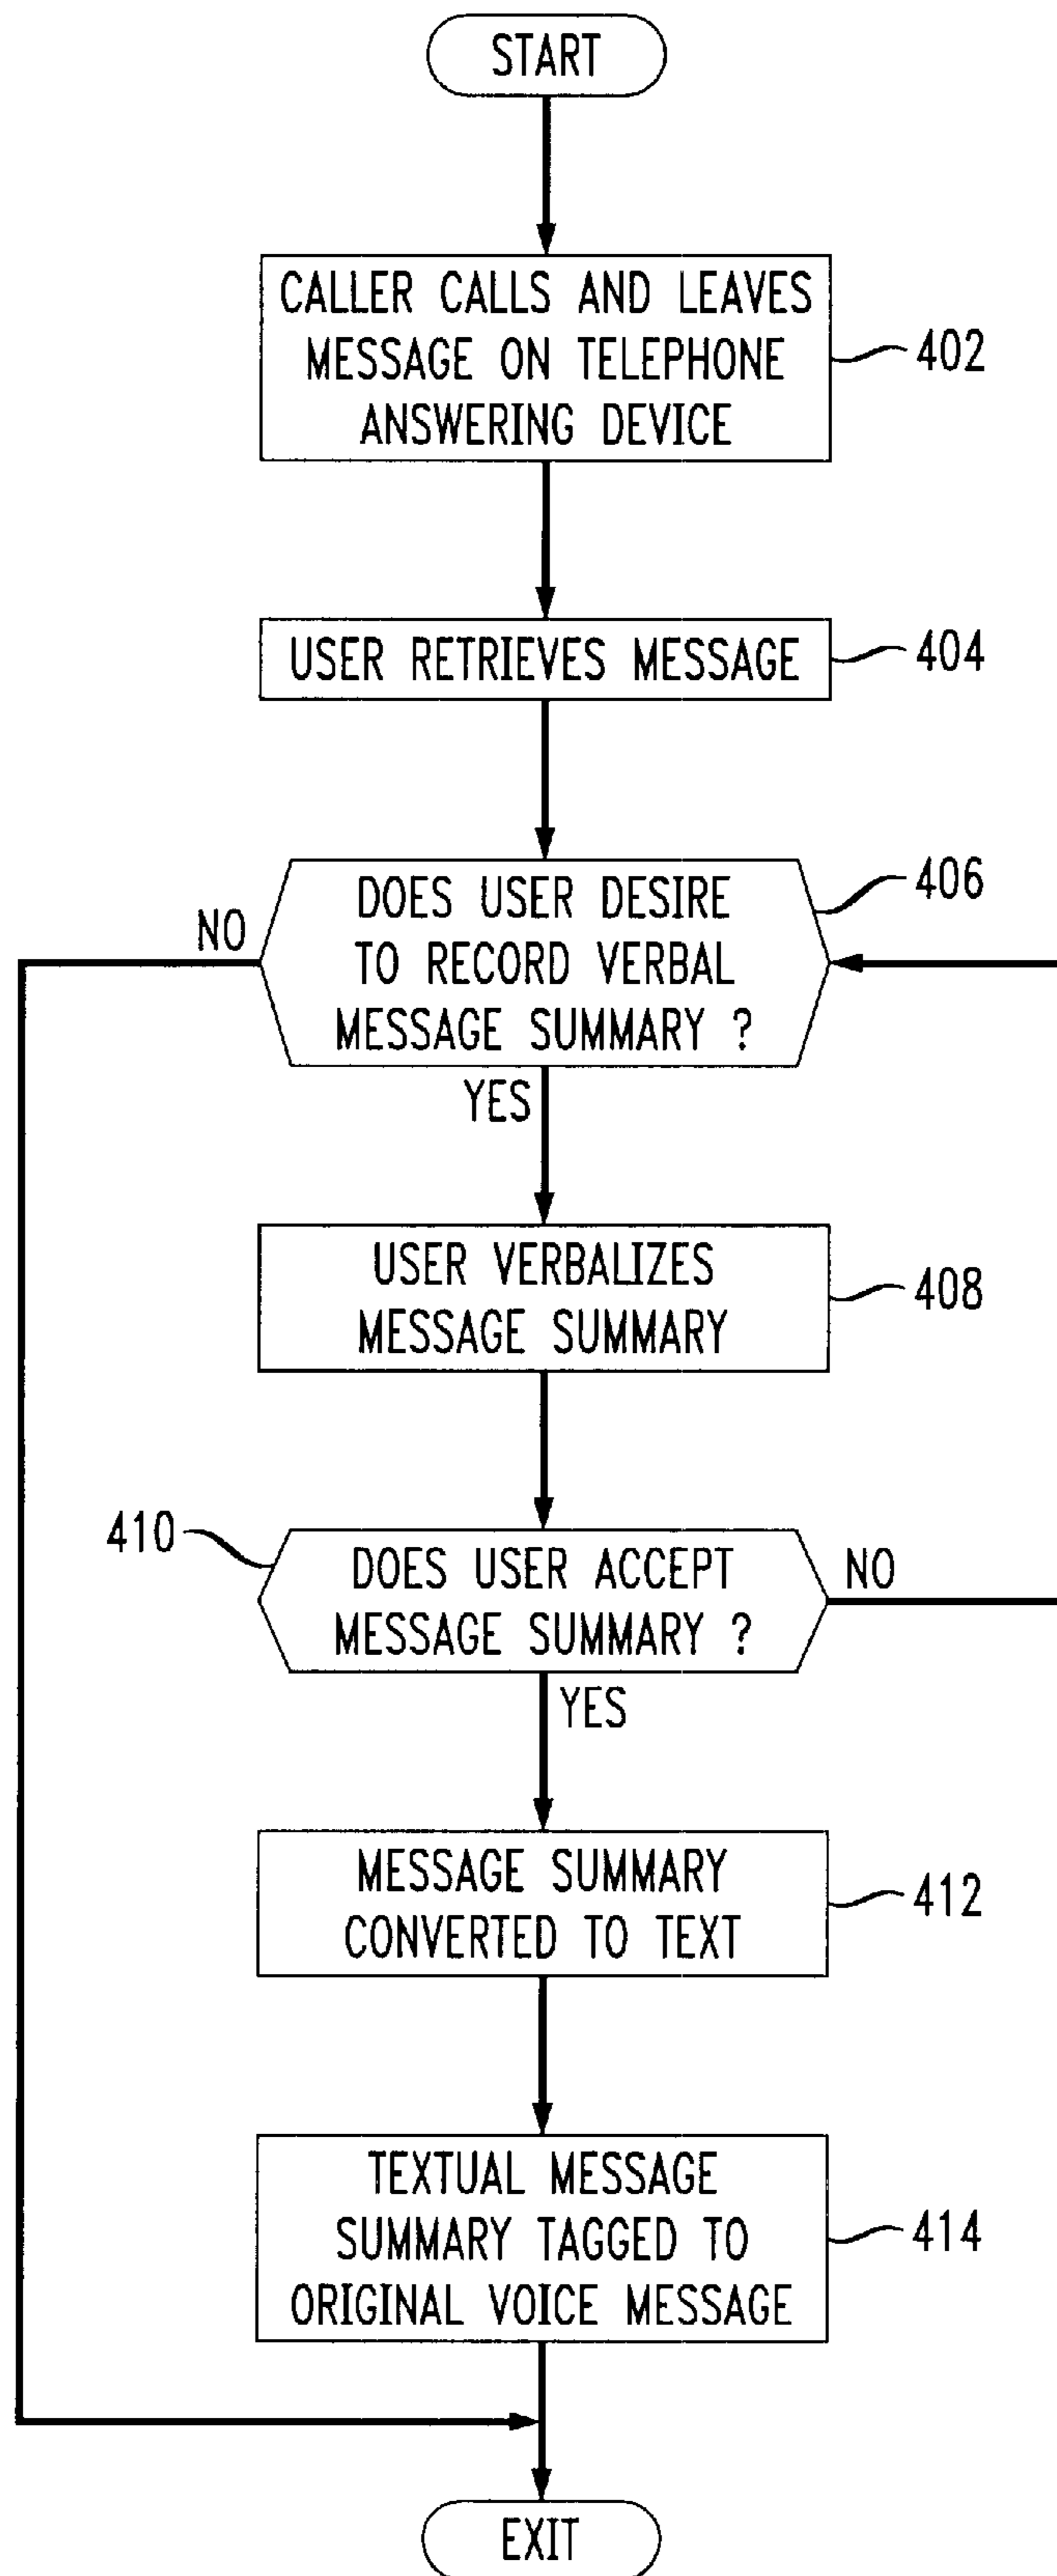 START
CALLER CALLS AND LEAVES
MESSAGE ON TELEPHONE
ANSWERING DEVICE
402
USER RETRIEVES MESSAGE
404
DOES USER DESIRE
TO RECORD VERBAL
MESSAGE SUMMARY ?
406
NO
YES
USER VERBALIZES
MESSAGE SUMMARY
408
410
DOES USER ACCEPT
MESSAGE SUMMARY ?
NO
YES
MESSAGE SUMMARY
CONVERTED TO TEXT
412
TEXTUAL MESSAGE
SUMMARY TAGGED TO
ORIGINAL VOICE MESSAGE
414
EXIT